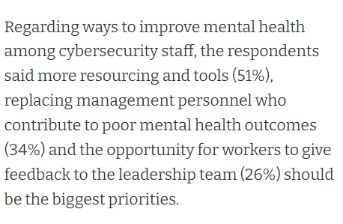 Regarding ways to improve mental health
among cybersecurity staff, the respondents
said more resourcing and tools (51%),
replacing management personnel who
contribute to poor mental health outcomes
(34%) and the opportunity for workers to give
feedback to the leadership team (26%) should
be the biggest priorities.